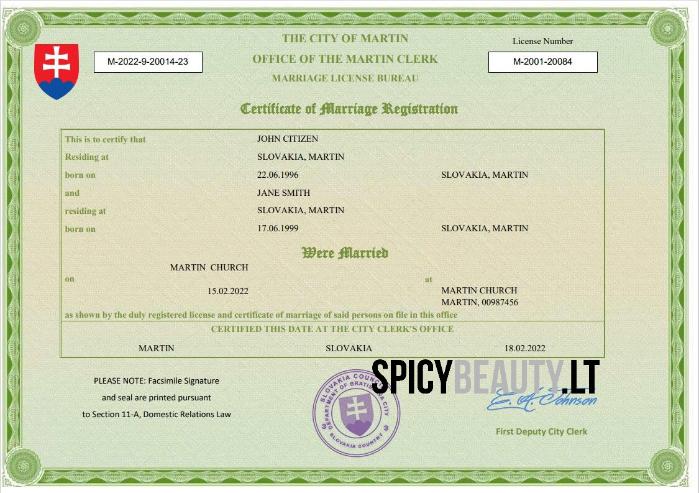 THE CITY OF MARTIN
License Number
M-2022-9-20014-23
OFFICE OF THE MARTIN CLERK
M-2001-20084
MARRIAGE LICENSE BUREAU
Certificate of Marriage Registration
This is to certify that JOHN CITIZEN
Residing at SLOVAKIA, MARTIN
born on 22.06.1996 SLOVAKIA, MARTIN
and JANE SMITH
residing at SLOVAKIA, MARTIN
born on 17.06.1999 SLOVAKIA, MARTIN
Were Married
MARTIN CHURCH
on at
15.02.2022 MARTIN CHURCH
MARTIN, 00987456
as shown by the duly registered license and certificate of marriage of said persons on file in this office
CERTIFIED THIS DATE AT THE CITY CLERK'S OFFICE
MARTIN SLOVAKIA 18.02.2022
SPICYBEAUTY.LT
PLEASE NOTE: Facsimile Signature
and seal are printed pursuant
to Section 11-A, Domestic Relations Law
E. A. Johnson
First Deputy City Clerk
SLOVAKIA COUNTRY
SLOVAKIA COUNTRY